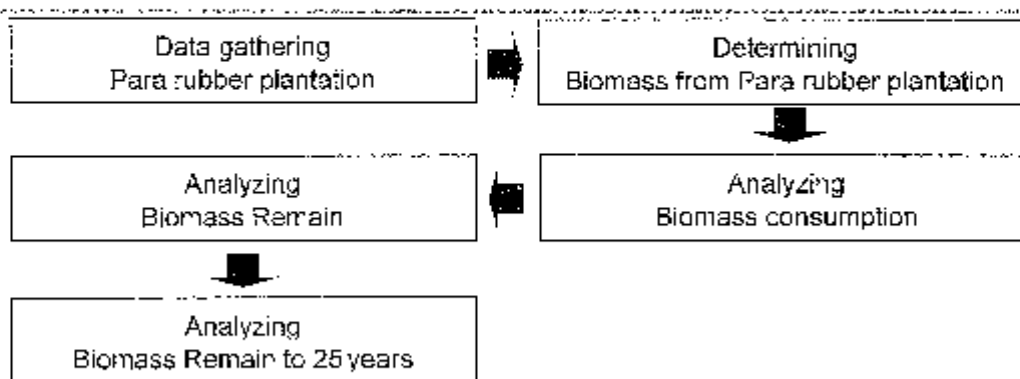 Data gathering
Para rubber plantation
Determining
Biomass from Para rubber plantation
Analyzing
Biomass consumption
Analyzing
Biomass Remain
Analyzing
Biomass Remain to 25 years